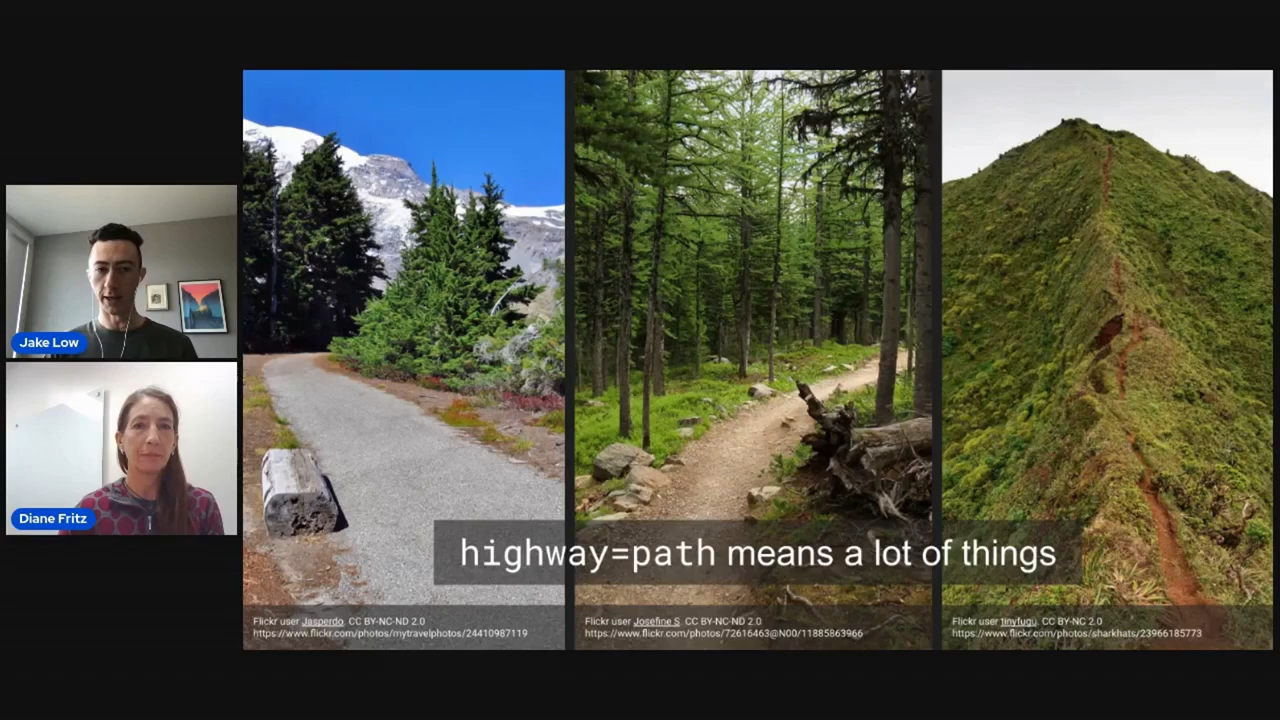 Jake Low
Diane Fritz
highway=path means a lot of things
Flickr user Jasperdo. CC BY-NC-ND 2.0
https://www.flickr.com/photos/mytravelphotos/24410987119
Flickr user Josefine S. CC BY-NC-ND 2.0
https://www.flickr.com/photos/72616463@N00/11885863966
Flickr user tinyfugu. CC BY-NC 2.0
https://www.flickr.com/photos/sharkhats/23966185773